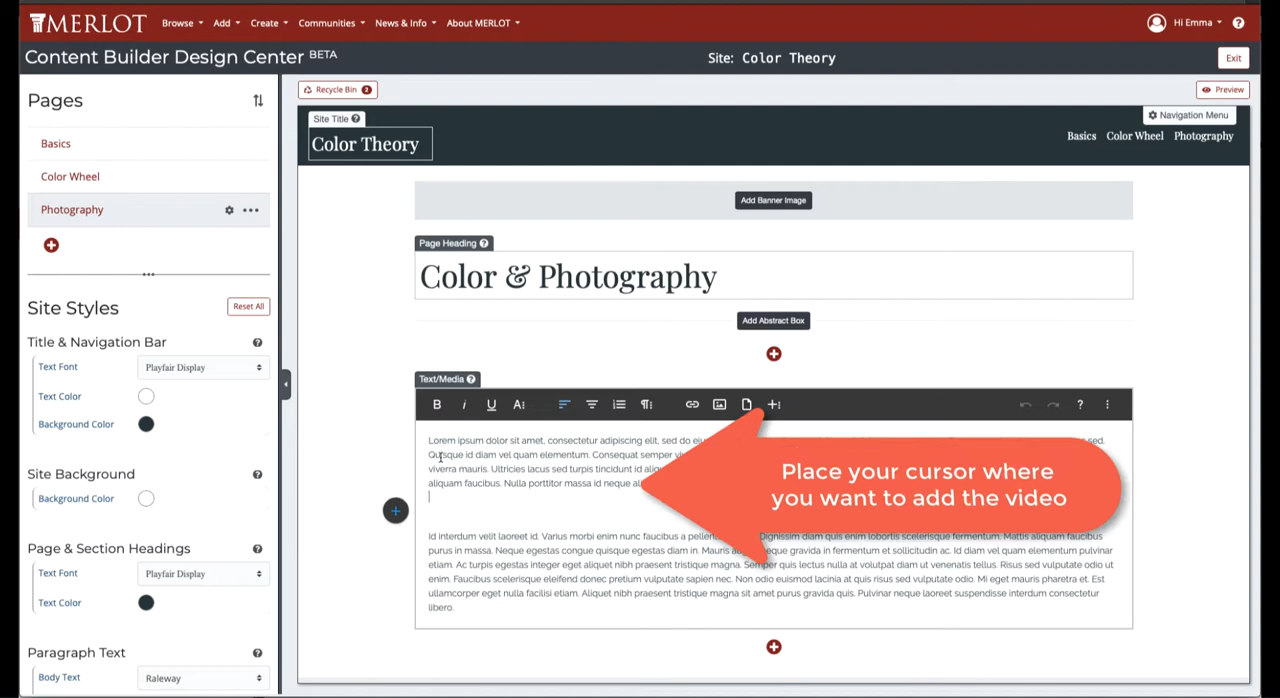 MERLOT Browse Add Create Communities News & Info About MERLOT Hi Emma ?
Content Builder Design Center BETA Site: Color Theory Exit
Pages
Basics
Color Wheel
Photography
Site Styles Reset All
Title & Navigation Bar
Text Font Playfair Display
Text Color
Background Color
Site Background
Background Color
Page & Section Headings
Text Font Playfair Display
Text Color
Paragraph Text
Body Text Raleway
Recycle Bin 2 Preview
Site Title Navigation Menu
Color Theory Basics Color Wheel Photography
Add Banner Image
Page Heading
Color & Photography
Add Abstract Box
Text/Media
B i U A ?
Lorem ipsum dolor sit amet, consectetur adipiscing elit, sed do sed.
Quisque id diam vel quam elementum. Consequat semper
viverra mauris. Ultricies lacus sed turpis tincidunt id
aliquam faucibus. Nulla porttitor massa id neque
Place your cursor where
you want to add the video
Id interdum velit laoreet id. Varius morbi enim nunc faucibus a Dignissim diam quis enim lobortis scelerisque fermentum. Mattis aliquam faucibus
purus in massa. Neque egestas congue quisque egestas diam in. Mauris neque gravida in fermentum et sollicitudin ac. Id diam vel quam elementum pulvinar
etiam. Ac turpis egestas integer eget aliquet nibh praesent tristique magna. Semper quis lectus nulla at volutpat diam ut venenatis tellus. Risus sed vulputate odio ut
enim. Faucibus scelerisque eleifend donec pretium vulputate sapien nec. Non odio euismod lacinia at quis risus sed vulputate odio. Mi eget mauris pharetra et. Est
ullamcorper eget nulla facilisi etiam. Aliquet nibh praesent tristique magna sit amet purus gravida quis. Pulvinar neque laoreet suspendisse interdum consectetur
libero.